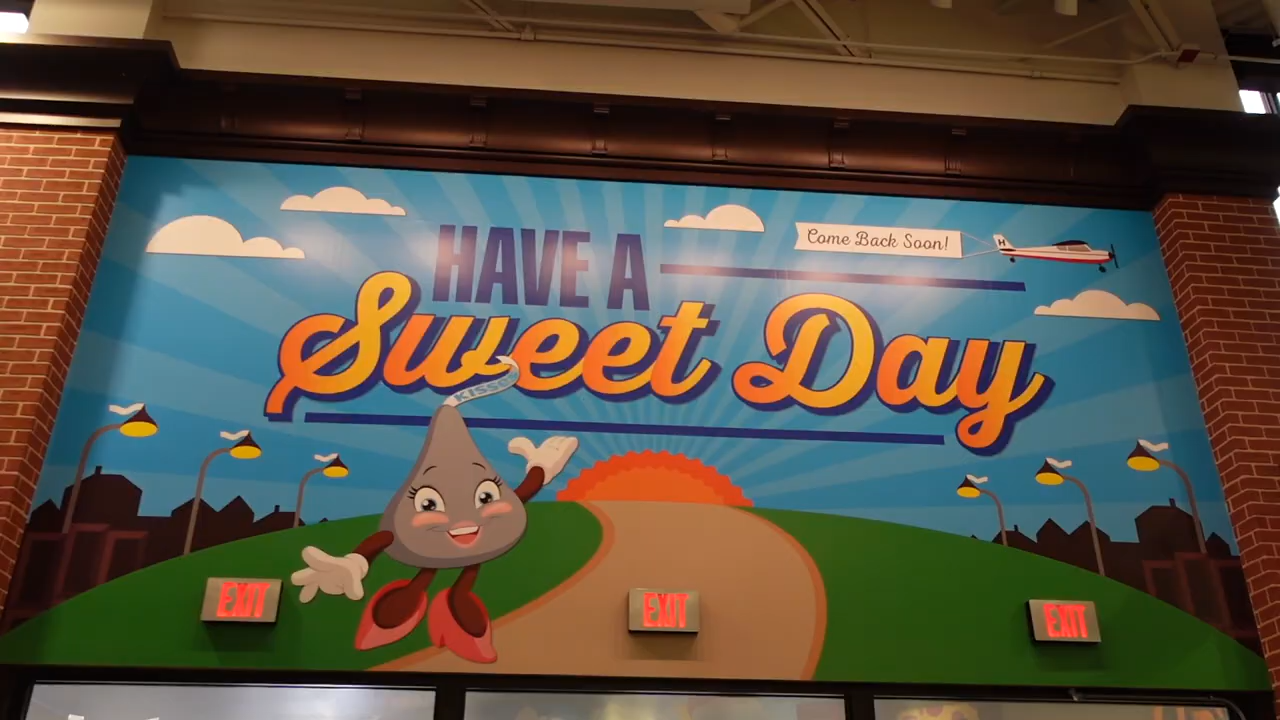 HAVE A
Come Back Soon!
H
Sweet Day
KISSES
EXIT
EXIT
EXIT